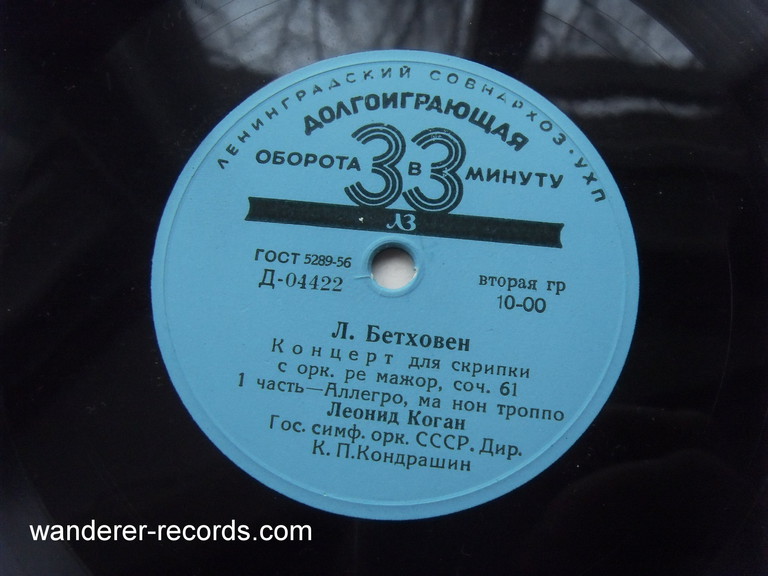 ЛЕНИНГРАДСКИЙ СОВНАРХОЗ·УХП
ДОЛГОИГРАЮЩАЯ
ОБОРОТА 33 В МИНУТУ
ЛЗ
ГОСТ 5289-56
Д-04422
вторая гр
10-00
Л. Бетховен
Концерт для скрипки
с орк. ре мажор, соч. 61
1 часть—Аллегро, ма нон троппо
Леонид Коган
Гос. симф. орк. СССР. Дир.
К. П. Кондрашин
wanderer-records.com